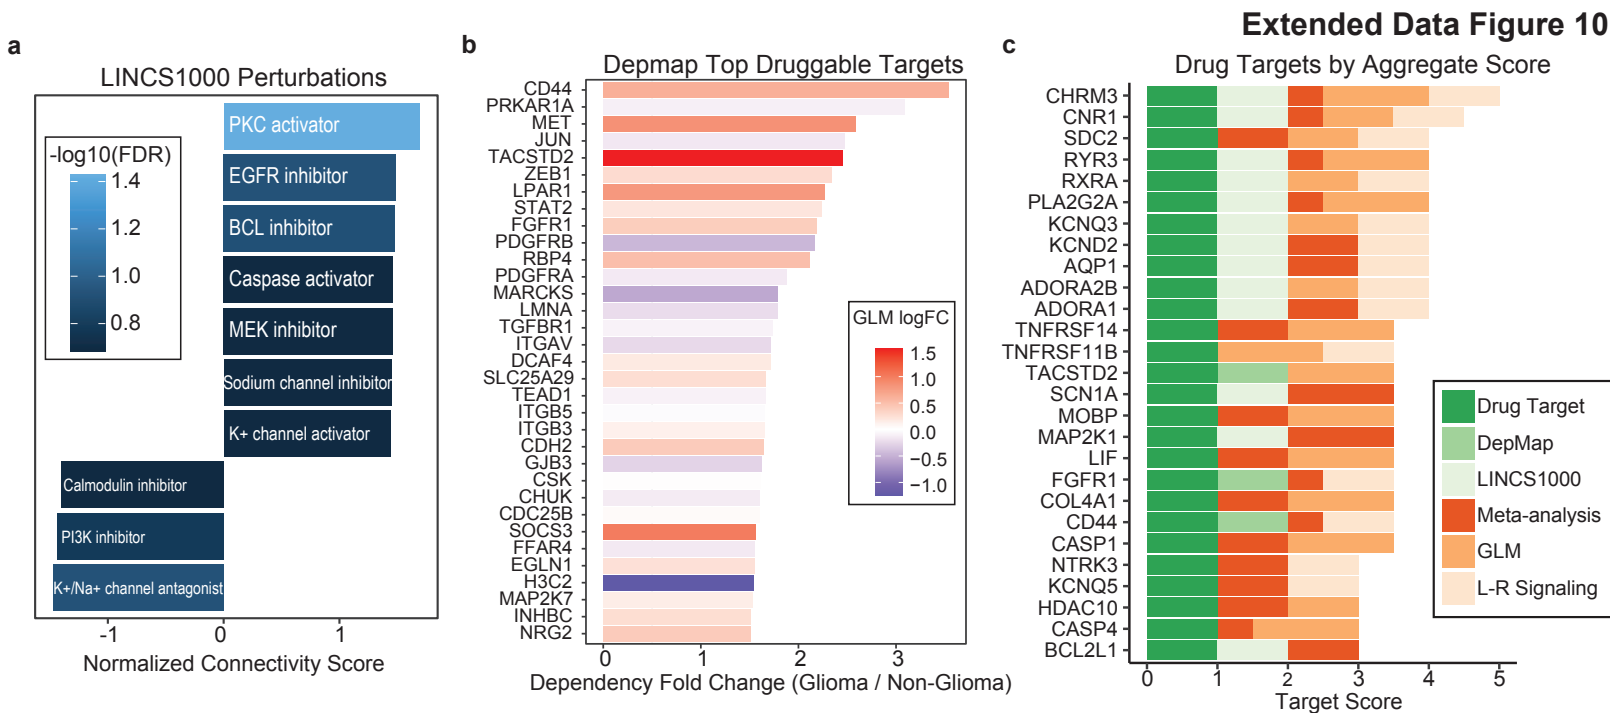 Extended Data Figure 10
a
LINCS1000 Perturbations
-log10(FDR)
1.4
1.2
1.0
0.8
PKC activator
EGFR inhibitor
BCL inhibitor
Caspase activator
MEK inhibitor
Sodium channel inhibitor
K+ channel activator
Calmodulin inhibitor
PI3K inhibitor
K+/Na+ channel antagonist
-1
0
1
Normalized Connectivity Score
b
Depmap Top Druggable Targets
CD44
PRKAR1A
MET
JUN
TACSTD2
ZEB1
LPAR1
STAT2
FGFR1
PDGFRB
RBP4
PDGFRA
MARCKS
LMNA
TGFBR1
ITGAV
DCAF4
SLC25A29
TEAD1
ITGB5
ITGB3
CDH2
GJB3
CSK
CHUK
CDC25B
SOCS3
FFAR4
EGLN1
H3C2
MAP2K7
INHBC
NRG2
GLM logFC
1.5
1.0
0.5
0.0
−0.5
−1.0
0
1
2
3
Dependency Fold Change (Glioma / Non-Glioma)
c
Drug Targets by Aggregate Score
CHRM3
CNR1
SDC2
RYR3
RXRA
PLA2G2A
KCNQ3
KCND2
AQP1
ADORA2B
ADORA1
TNFRSF14
TNFRSF11B
TACSTD2
SCN1A
MOBP
MAP2K1
LIF
FGFR1
COL4A1
CD44
CASP1
NTRK3
KCNQ5
HDAC10
CASP4
BCL2L1
Drug Target
DepMap
LINCS1000
Meta-analysis
GLM
L-R Signaling
0
1
2
3
4
5
Target Score